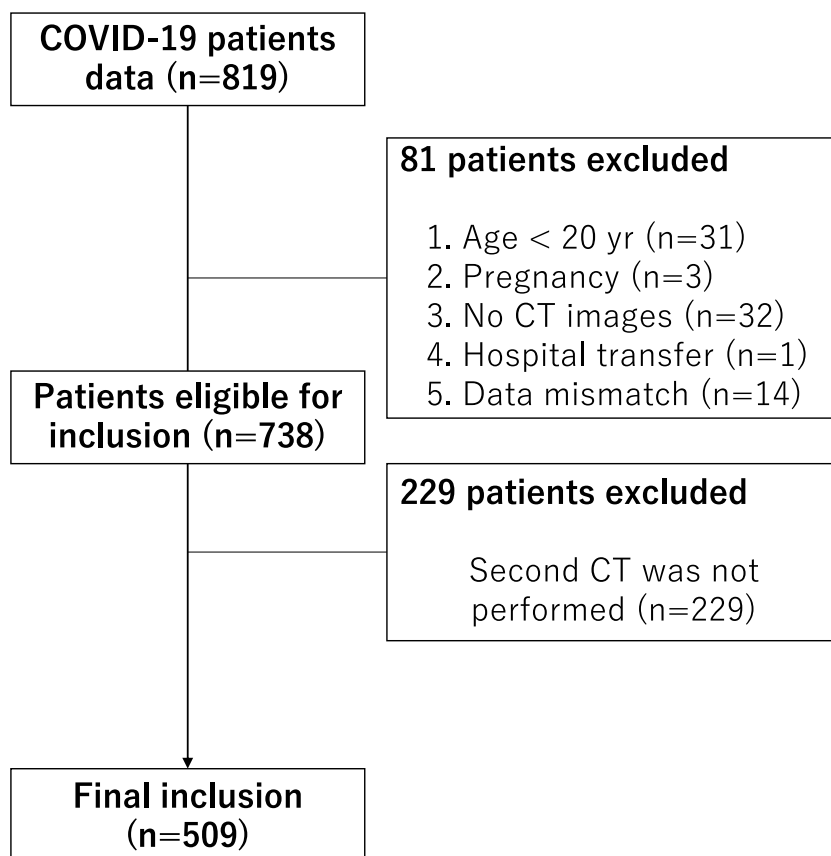 COVID-19 patients
data (n=819)
81 patients excluded
1. Age < 20 yr (n=31)
2. Pregnancy (n=3)
3. No CT images (n=32)
4. Hospital transfer (n=1)
5. Data mismatch (n=14)
Patients eligible for
inclusion (n=738)
229 patients excluded
Second CT was not
performed (n=229)
Final inclusion
(n=509)